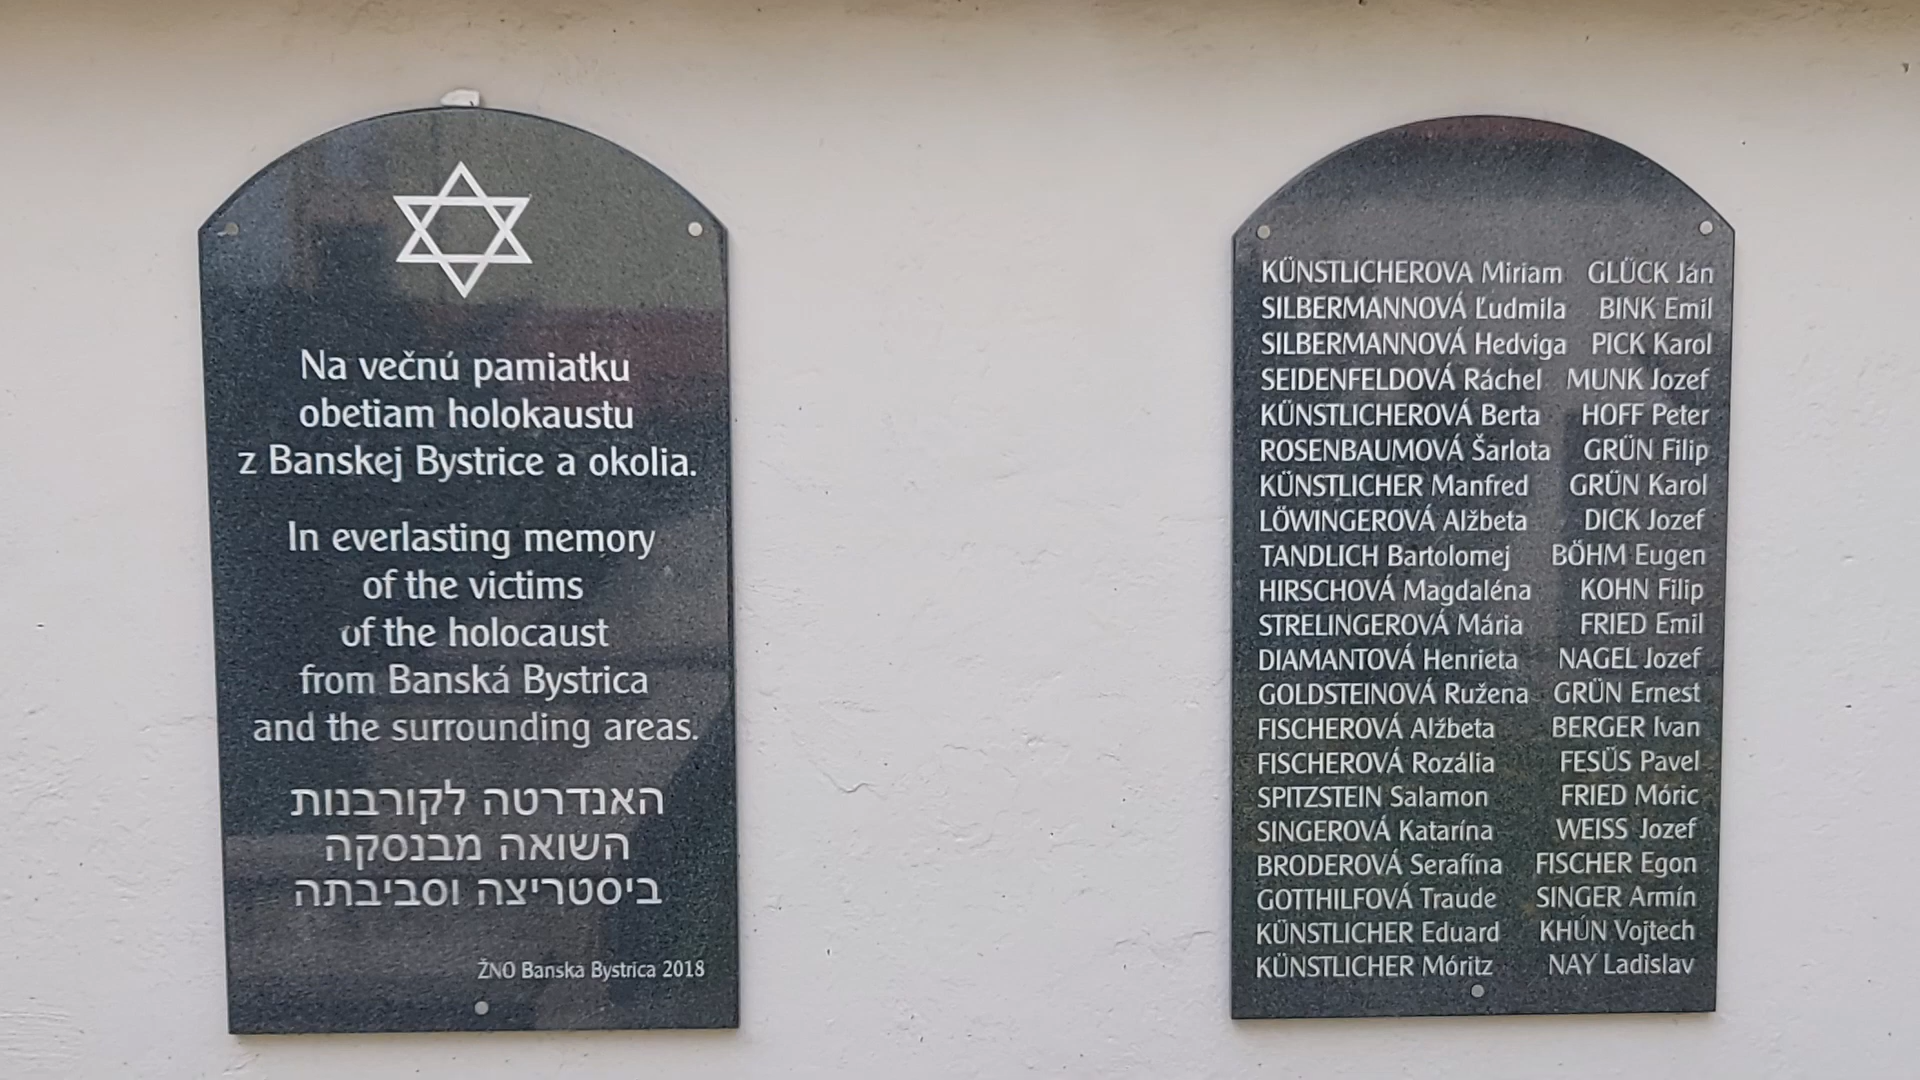 Na večnú pamiatku
obetiam holokaustu
z Banskej Bystrice a okolia.
In everlasting memory
of the victims
of the holocaust
from Banská Bystrica
and the surrounding areas.
האנדרטה לקורבנות
השואה מבנסקה
ביסטריצה וסביבתה
ŽNO Banska Bystrica 2018
KÜNSTLICHEROVA Miriam GLÜCK Ján
SILBERMANNOVÁ Ľudmila BINK Emil
SILBERMANNOVÁ Hedviga PICK Karol
SEIDENFELDOVÁ Ráchel MUNK Jozef
KÜNSTLICHEROVÁ Berta HOFF Peter
ROSENBAUMOVÁ Šarlota GRÜN Filip
KÜNSTLICHER Manfred GRÜN Karol
LÖWINGEROVÁ Alžbeta DICK Jozef
TANDLICH Bartolomej BÖHM Eugen
HIRSCHOVÁ Magdaléna KOHN Filip
STRELINGEROVÁ Mária FRIED Emil
DIAMANTOVÁ Henrieta NAGEL Jozef
GOLDSTEINOVÁ Ružena GRÜN Ernest
FISCHEROVÁ Alžbeta BERGER Ivan
FISCHEROVÁ Rozália FESÜS Pavel
SPITZSTEIN Salamon FRIED Móric
SINGEROVÁ Katarína WEISS Jozef
BRODEROVÁ Serafína FISCHER Egon
GOTTHILFOVÁ Traude SINGER Armín
KÜNSTLICHER Eduard KHÚN Vojtech
KÜNSTLICHER Móritz NAY Ladislav